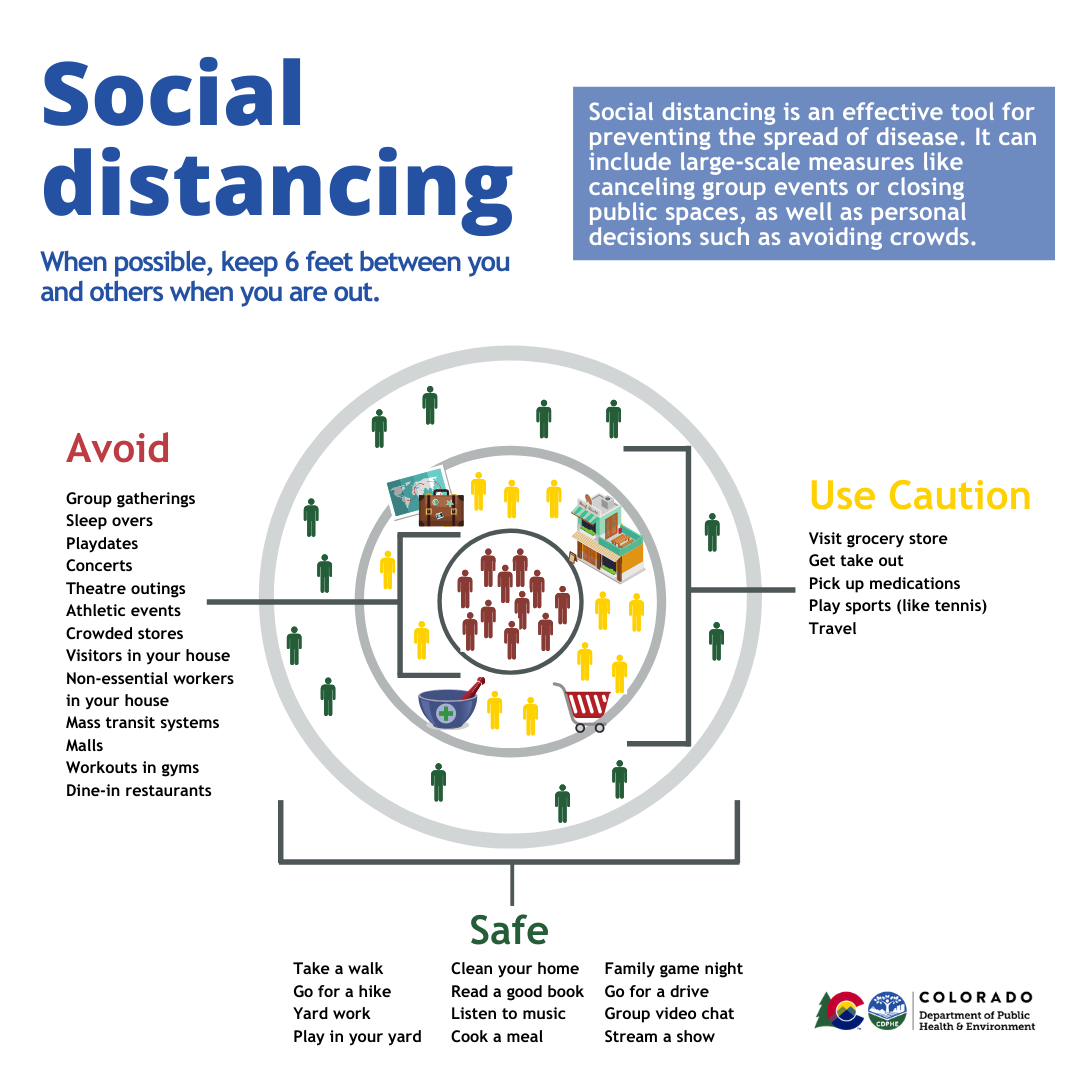 Social
distancing
When possible, keep 6 feet between you
and others when you are out.
Social distancing is an effective tool for
preventing the spread of disease. It can
include large-scale measures like
canceling group events or closing
public spaces, as well as personal
decisions such as avoiding crowds.
Avoid
Group gatherings
Sleep overs
Playdates
Concerts
Theatre outings
Athletic events
Crowded stores
Visitors in your house
Non-essential workers
in your house
Mass transit systems
Malls
Workouts in gyms
Dine-in restaurants
Use Caution
Visit grocery store
Get take out
Pick up medications
Play sports (like tennis)
Travel
Safe
Take a walk
Go for a hike
Yard work
Play in your yard
Clean your home
Read a good book
Listen to music
Cook a meal
Family game night
Go for a drive
Group video chat
Stream a show
CDPHE
COLORADO
Department of Public
Health & Environment